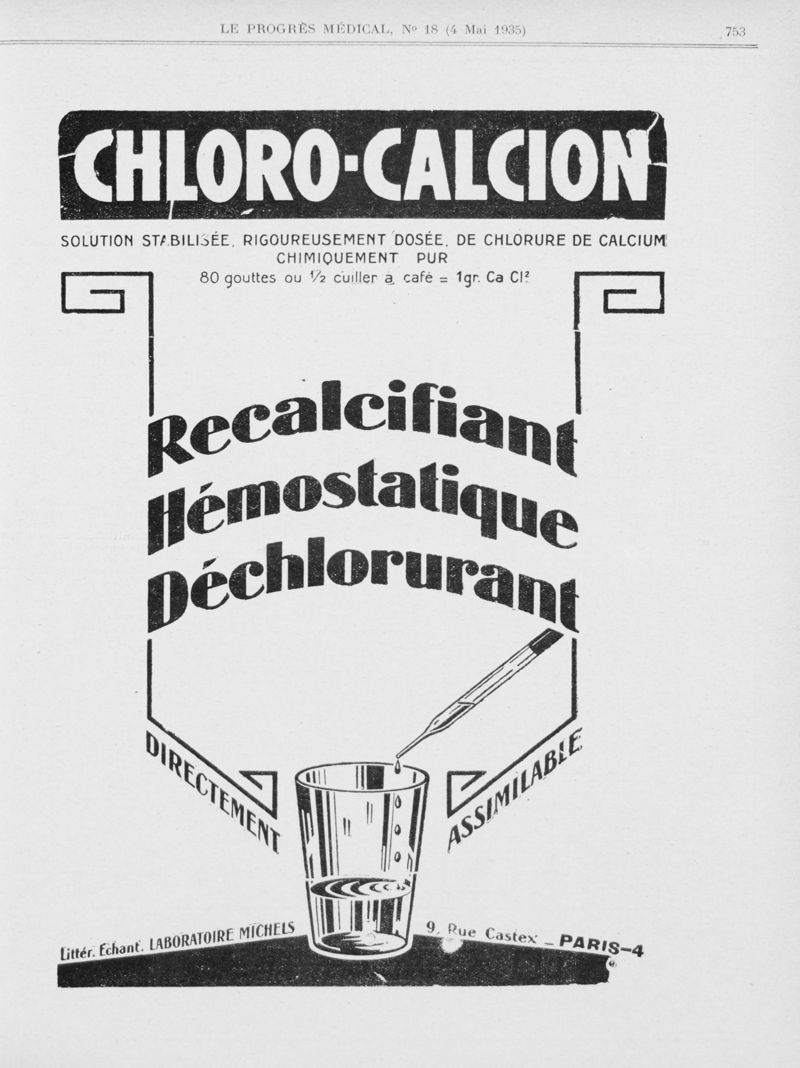 LE PROGRÈS MÉDICAL, Nº 18 (4 Mai 1935)
753
CHLORO-CALCION
SOLUTION STABILISÉE, RIGOUREUSEMENT DOSÉE, DE CHLORURE DE CALCIUM
CHIMIQUEMENT PUR
80 gouttes ou ½ cuiller à café = 1gr. Ca Cl²
Recalcifiant
Hémostatique
Déchlorurant
DIRECTEMENT
ASSIMILABLE
Littér. Échant. LABORATOIRE MICHELS
9, Rue Castex – PARIS-4